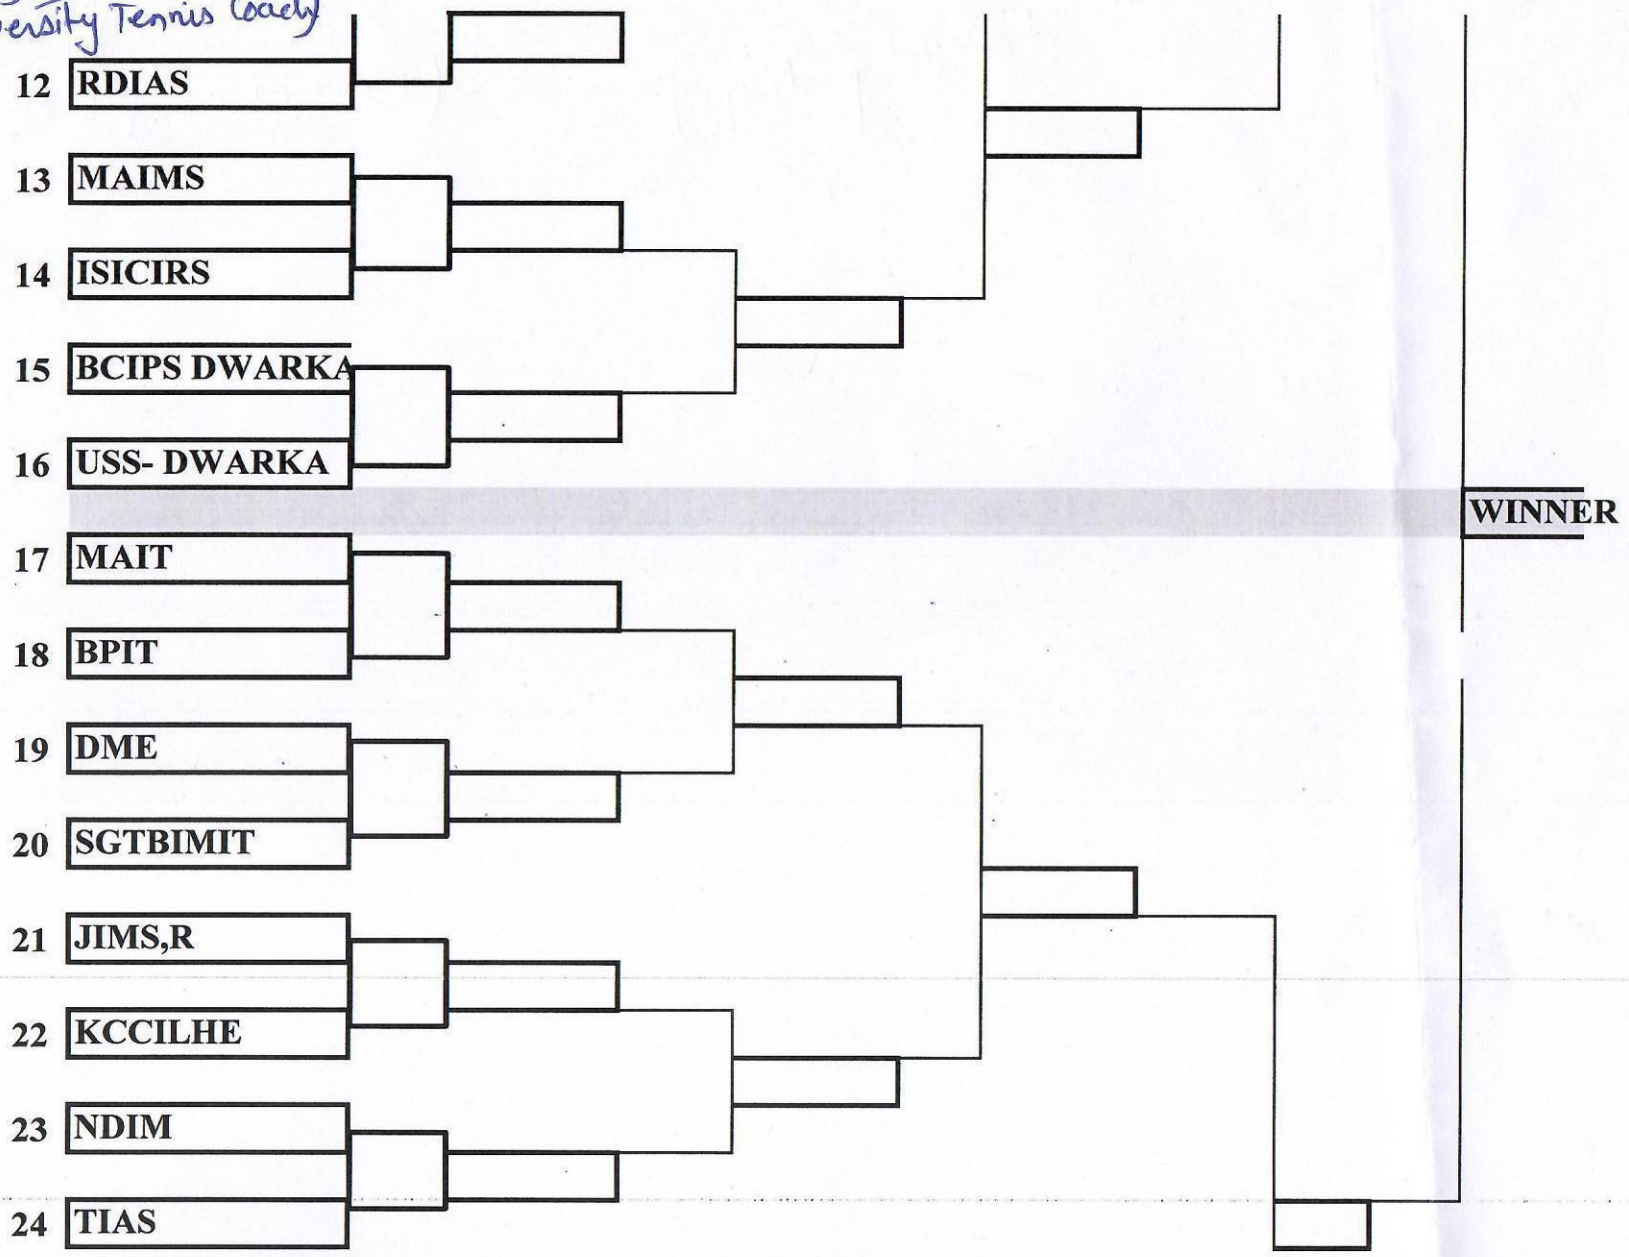 ersity Tennis Coach
12 RDIAS
13 MAIMS
14 ISICIRS
15 BCIPS DWARKA
16 USS- DWARKA
WINNER
17 MAIT
18 BPIT
19 DME
20 SGTBIMIT
21 JIMS,R
22 KCCILHE
23 NDIM
24 TIAS